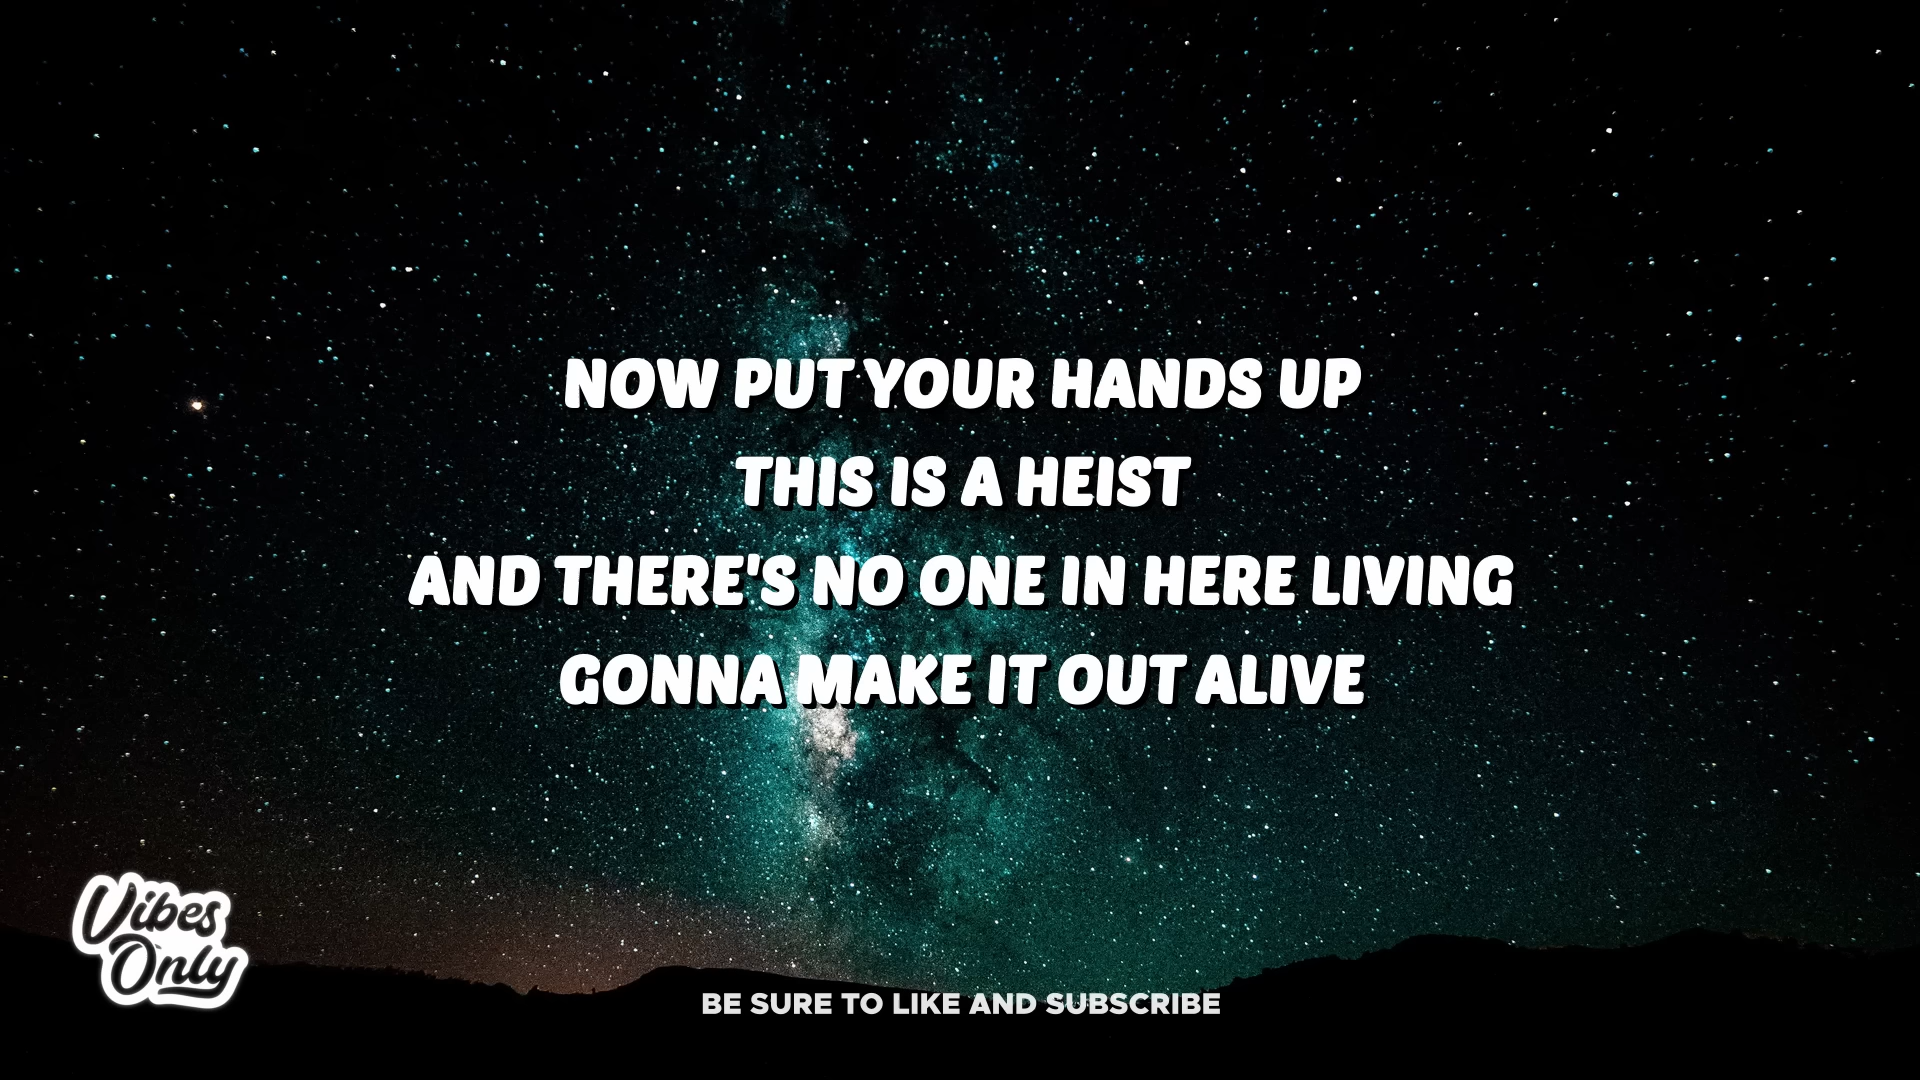 NOW PUT YOUR HANDS UP
THIS IS A HEIST
AND THERE'S NO ONE IN HERE LIVING
GONNA MAKE IT OUT ALIVE
Vibes
Only
BE SURE TO LIKE AND SUBSCRIBE